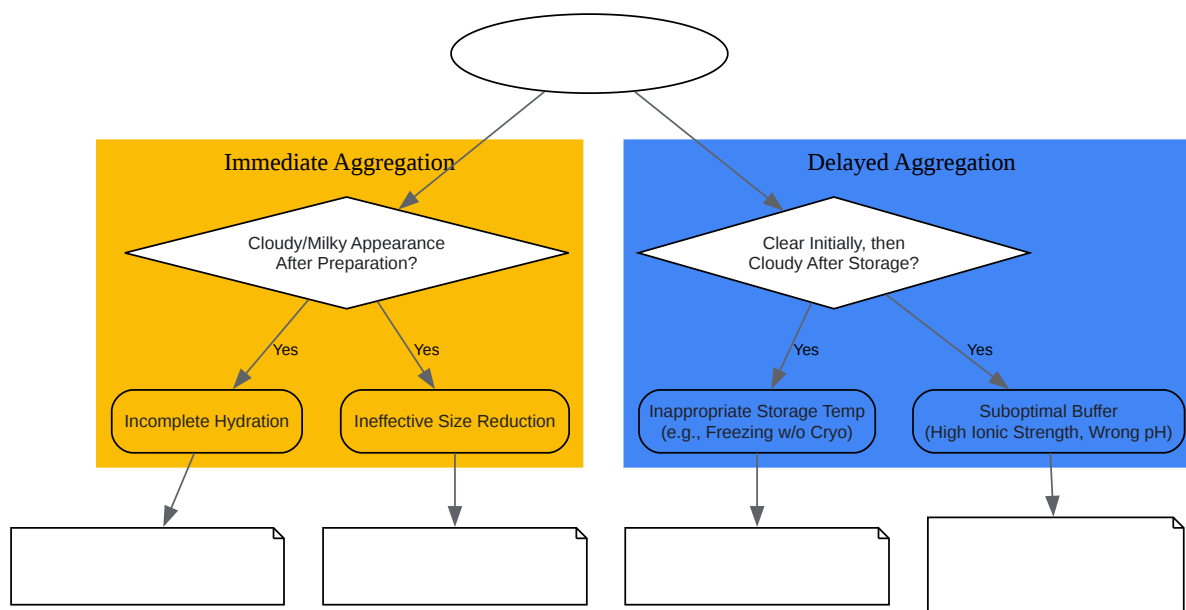 Immediate Aggregation
Delayed Aggregation
Cloudy/Milky Appearance
After Preparation?
Clear Initially, then
Cloudy After Storage?
Yes
Yes
Yes
Yes
Incomplete Hydration
Ineffective Size Reduction
Inappropriate Storage Temp
(e.g., Freezing w/o Cryo)
Suboptimal Buffer
(High Ionic Strength, Wrong pH)